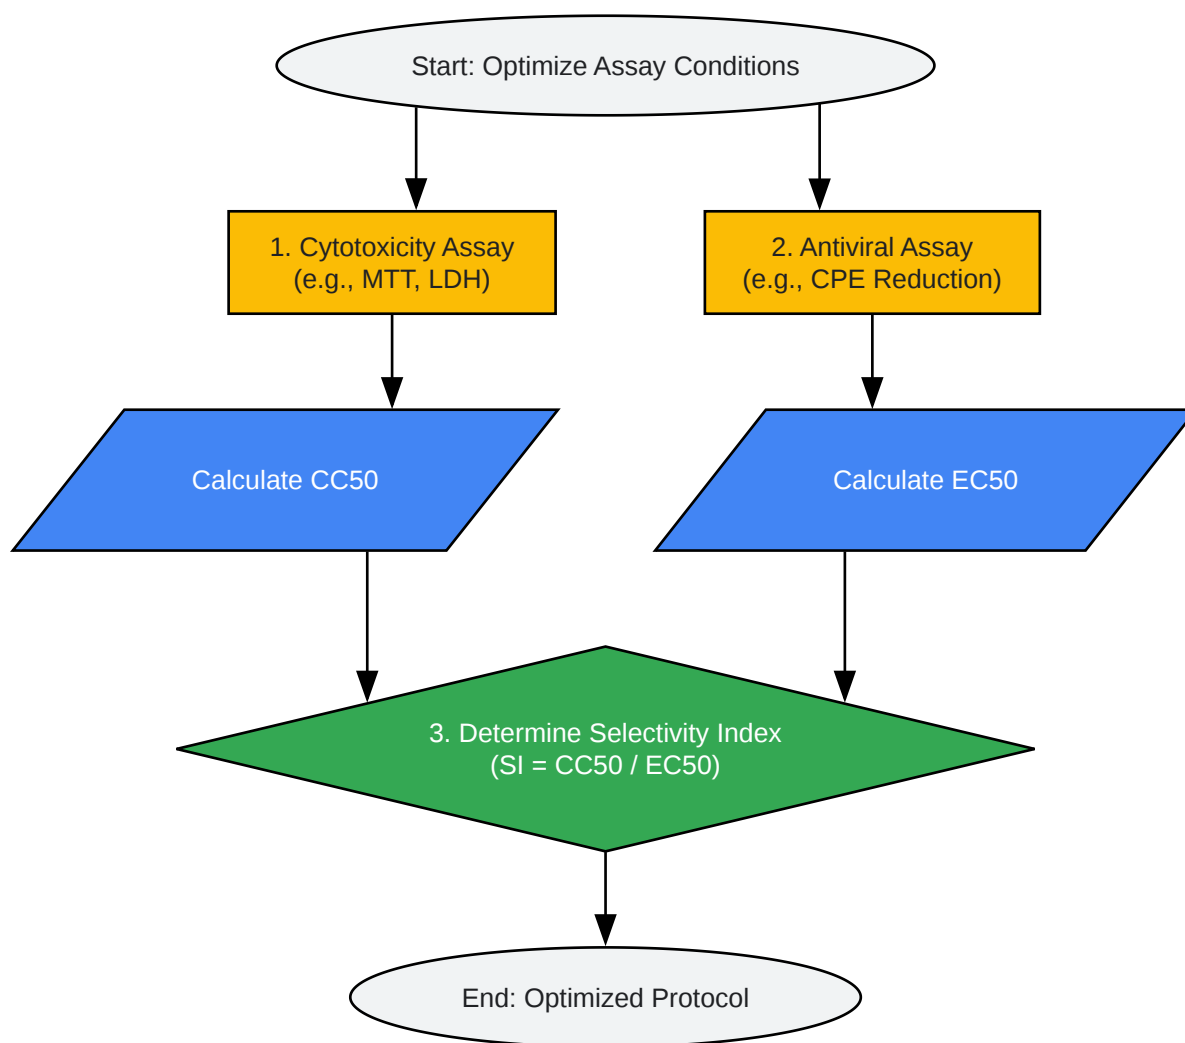 Start: Optimize Assay Conditions
1. Cytotoxicity Assay
(e.g., MTT, LDH)
2. Antiviral Assay
(e.g., CPE Reduction)
Calculate CC50
Calculate EC50
3. Determine Selectivity Index
(SI = CC50 / EC50)
End: Optimized Protocol